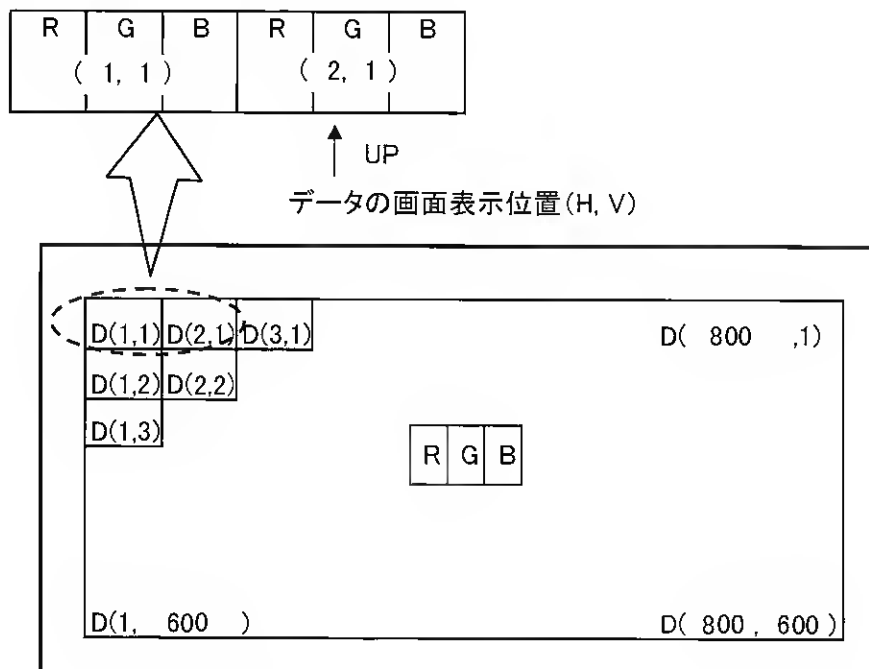 R G B R G B
( 1, 1 ) ( 2, 1 )
UP
データの画面表示位置(H, V)
D(1,1) D(2,1) D(3,1) D( 800 ,1)
D(1,2) D(2,2)
D(1,3)
R G B
D(1, 600 ) D( 800 , 600 )